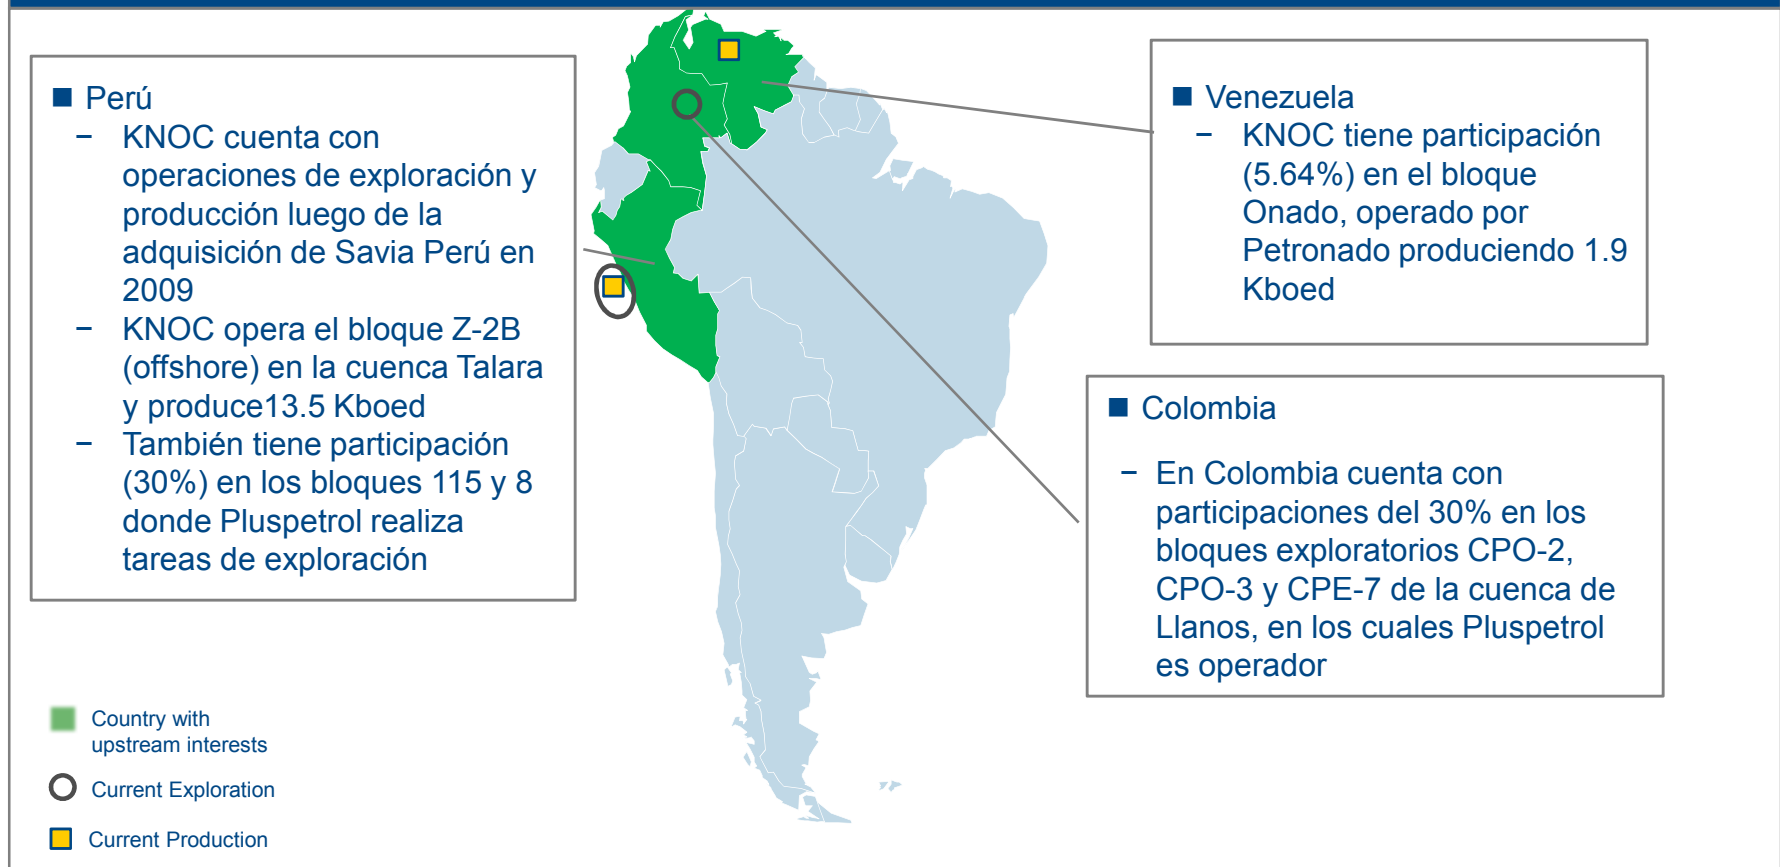 ■ Perú
− KNOC cuenta con
operaciones de exploración y
producción luego de la
adquisición de Savia Perú en
2009
− KNOC opera el bloque Z-2B
(offshore) en la cuenca Talara
y produce13.5 Kboed
− También tiene participación
(30%) en los bloques 115 y 8
donde Pluspetrol realiza
tareas de exploración
■ Venezuela
− KNOC tiene participación
(5.64%) en el bloque
Onado, operado por
Petronado produciendo 1.9
Kboed
■ Colombia
− En Colombia cuenta con
participaciones del 30% en los
bloques exploratorios CPO-2,
CPO-3 y CPE-7 de la cuenca de
Llanos, en los cuales Pluspetrol
es operador
Country with
upstream interests
Current Exploration
Current Production